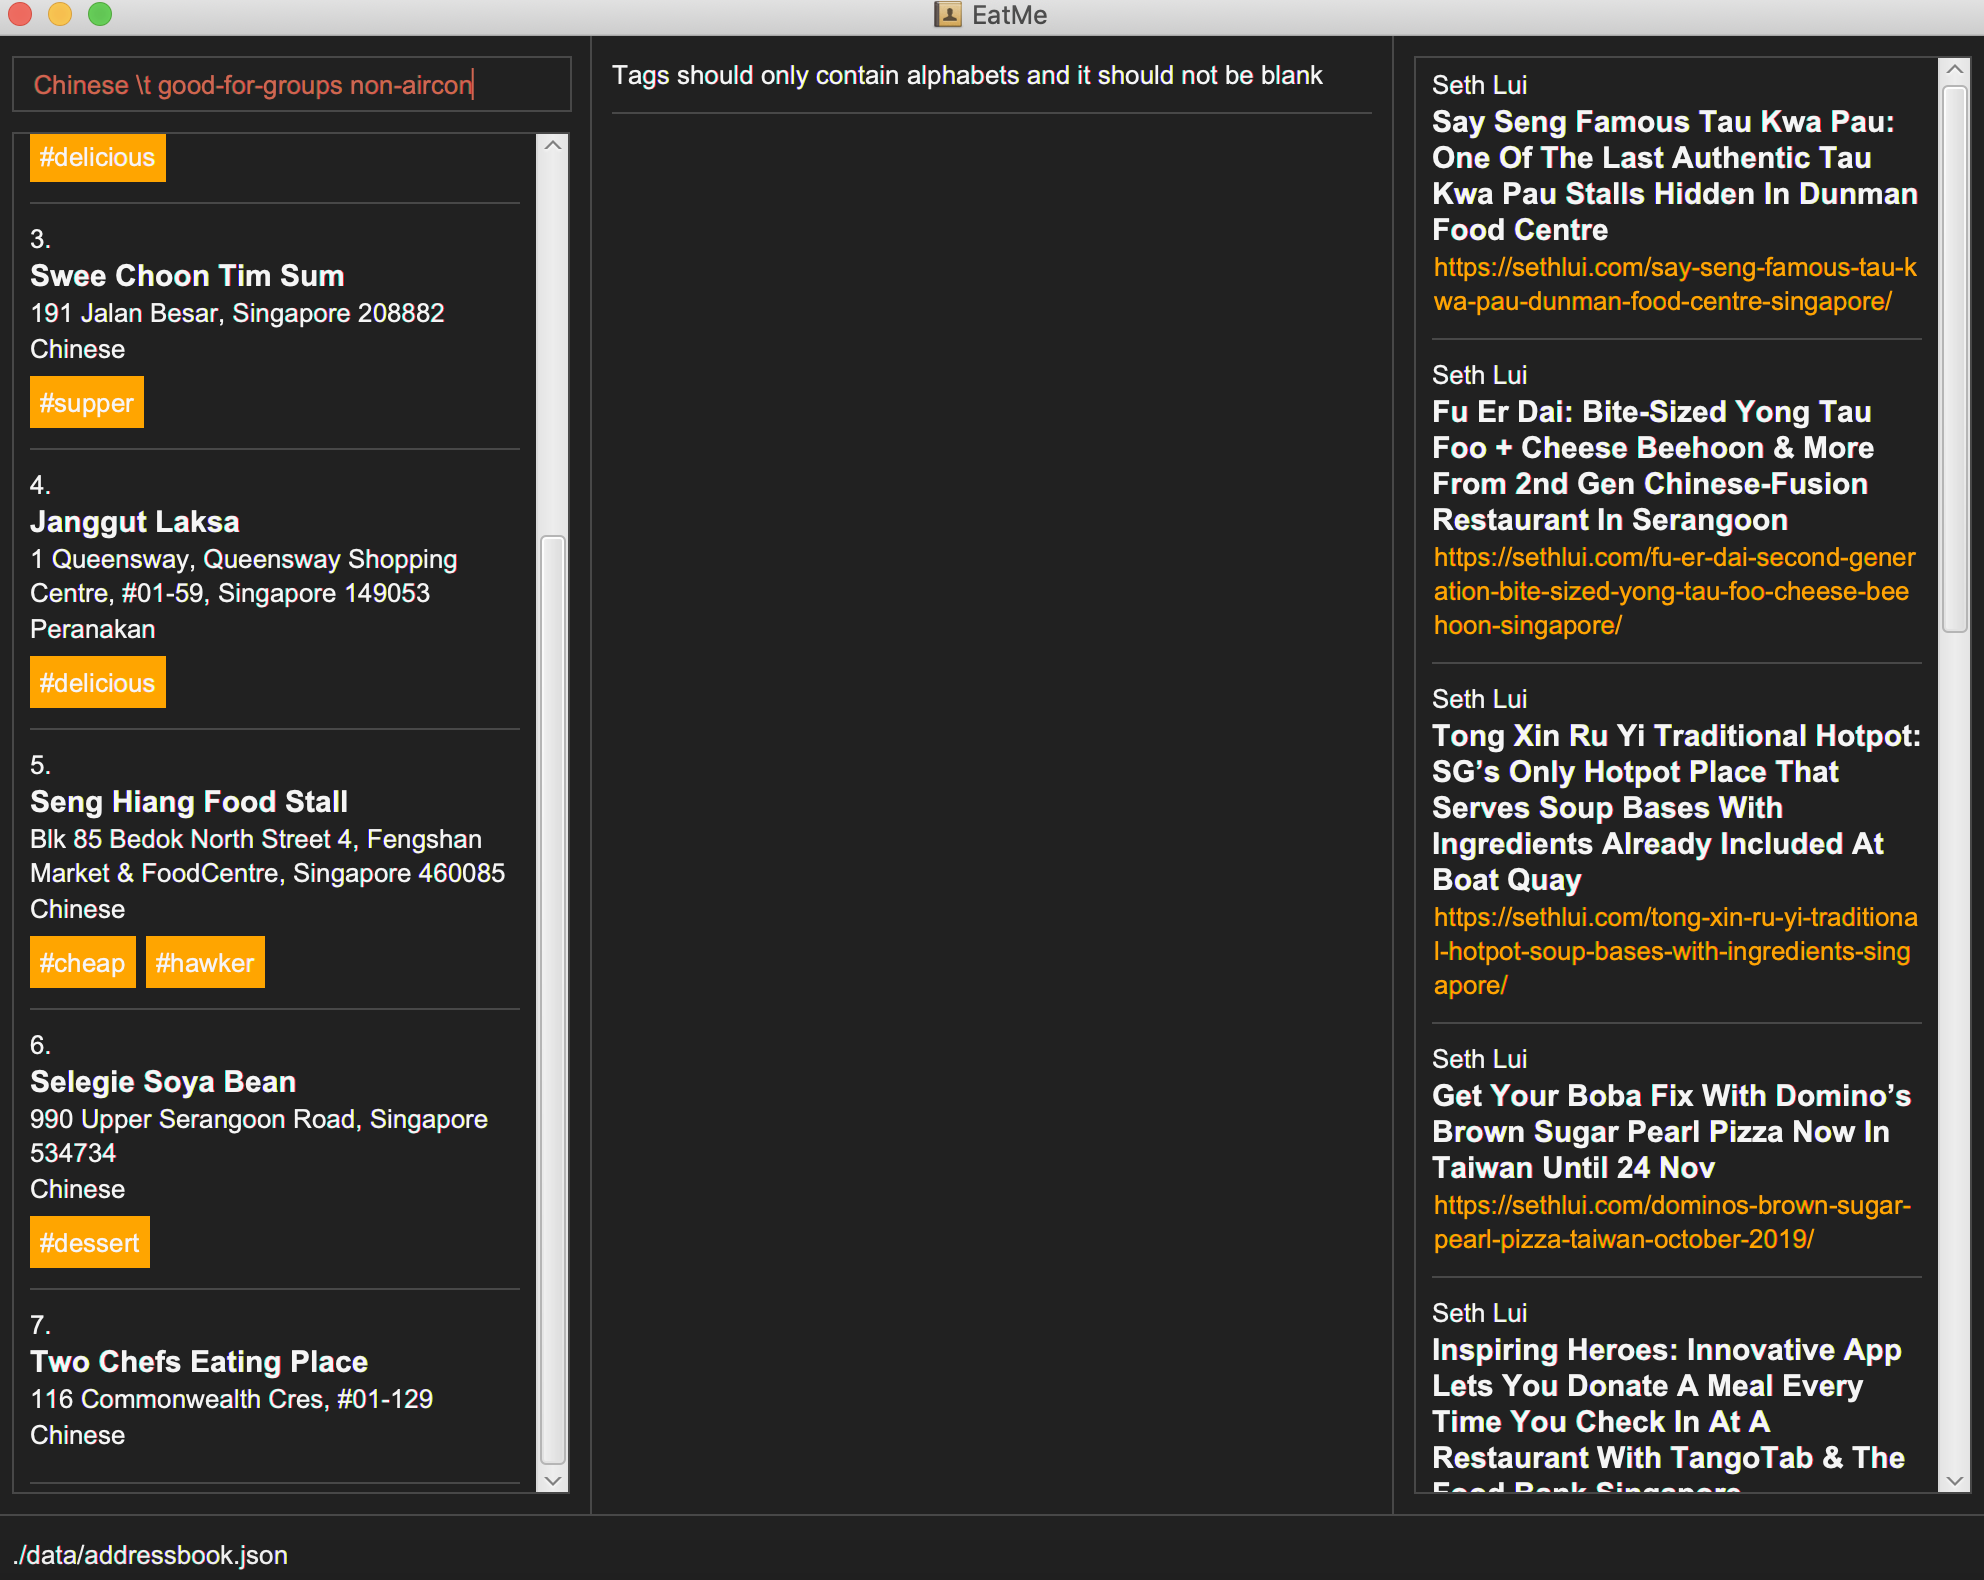 EatMe
Chinese \t good-for-groups non-aircon
#delicious
3.
Swee Choon Tim Sum
191 Jalan Besar, Singapore 208882
Chinese
#supper
4.
Janggut Laksa
1 Queensway, Queensway Shopping
Centre, #01-59, Singapore 149053
Peranakan
#delicious
5.
Seng Hiang Food Stall
Blk 85 Bedok North Street 4, Fengshan
Market & FoodCentre, Singapore 460085
Chinese
#cheap #hawker
6.
Selegie Soya Bean
990 Upper Serangoon Road, Singapore
534734
Chinese
#dessert
7.
Two Chefs Eating Place
116 Commonwealth Cres, #01-129
Chinese
Tags should only contain alphabets and it should not be blank
Seth Lui
Say Seng Famous Tau Kwa Pau:
One Of The Last Authentic Tau
Kwa Pau Stalls Hidden In Dunman
Food Centre
https://sethlui.com/say-seng-famous-tau-k
wa-pau-dunman-food-centre-singapore/
Seth Lui
Fu Er Dai: Bite-Sized Yong Tau
Foo + Cheese Beehoon & More
From 2nd Gen Chinese-Fusion
Restaurant In Serangoon
https://sethlui.com/fu-er-dai-second-gener
ation-bite-sized-yong-tau-foo-cheese-bee
hoon-singapore/
Seth Lui
Tong Xin Ru Yi Traditional Hotpot:
SG’s Only Hotpot Place That
Serves Soup Bases With
Ingredients Already Included At
Boat Quay
https://sethlui.com/tong-xin-ru-yi-traditiona
l-hotpot-soup-bases-with-ingredients-sing
apore/
Seth Lui
Get Your Boba Fix With Domino’s
Brown Sugar Pearl Pizza Now In
Taiwan Until 24 Nov
https://sethlui.com/dominos-brown-sugar-
pearl-pizza-taiwan-october-2019/
Seth Lui
Inspiring Heroes: Innovative App
Lets You Donate A Meal Every
Time You Check In At A
Restaurant With TangoTab & The
Food Bank Singapore
./data/addressbook.json